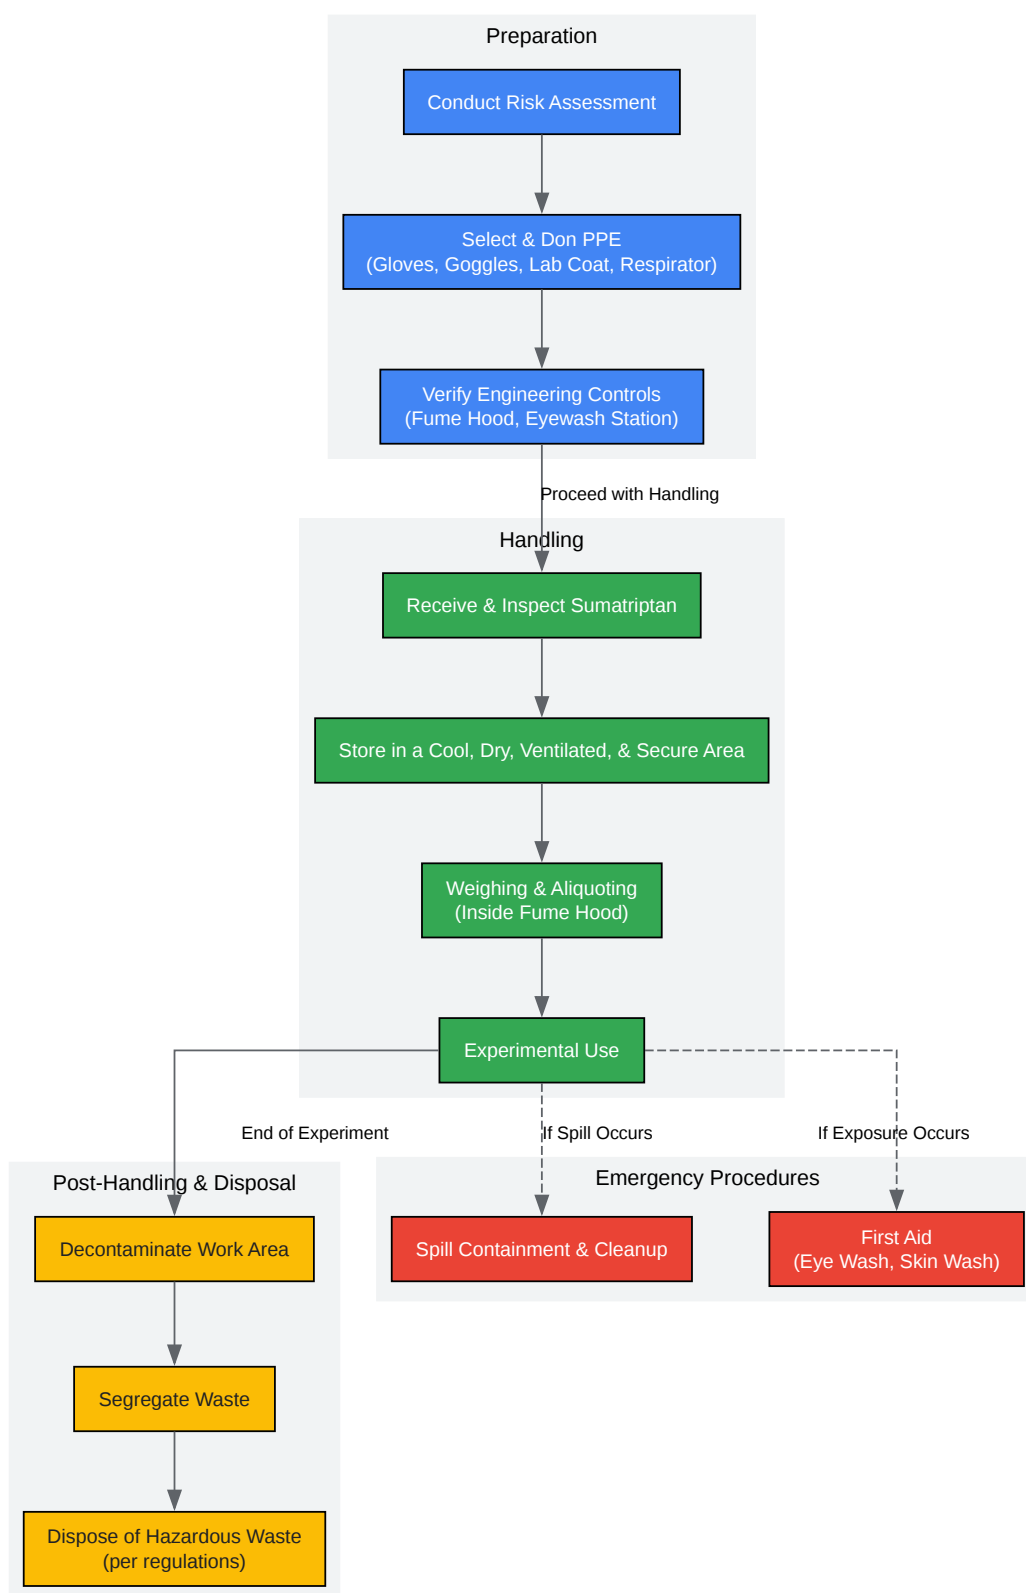 Preparation
Conduct Risk Assessment
Select & Don PPE
(Gloves, Goggles, Lab Coat, Respirator)
Verify Engineering Controls
(Fume Hood, Eyewash Station)
Proceed with Handling
Handling
Receive & Inspect Sumatriptan
Store in a Cool, Dry, Ventilated, & Secure Area
Weighing & Aliquoting
(Inside Fume Hood)
Experimental Use
End of Experiment
If Spill Occurs
If Exposure Occurs
Post-Handling & Disposal
Decontaminate Work Area
Segregate Waste
Dispose of Hazardous Waste
(per regulations)
Emergency Procedures
Spill Containment & Cleanup
First Aid
(Eye Wash, Skin Wash)